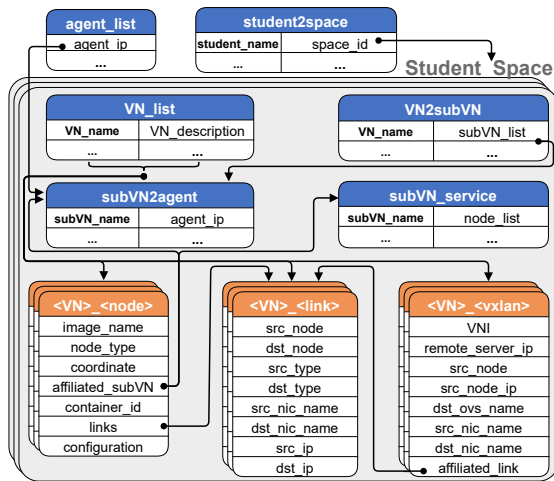 agent_list
agent_ip
...
student2space
student_name space_id
... ...
Student_Space
VN_list
VN_name VN_description
... ...
VN2subVN
VN_name subVN_list
... ...
subVN2agent
subVN_name agent_ip
... ...
subVN_service
subVN_name node_list
... ...
<VN>_<node>
image_name
node_type
coordinate
affiliated_subVN
container_id
links
configuration
<VN>_<link>
src_node
dst_node
src_type
dst_type
src_nic_name
dst_nic_name
src_ip
dst_ip
<VN>_<vxlan>
VNI
remote_server_ip
src_node
src_node_ip
dst_ovs_name
src_nic_name
dst_nic_name
affiliated_link